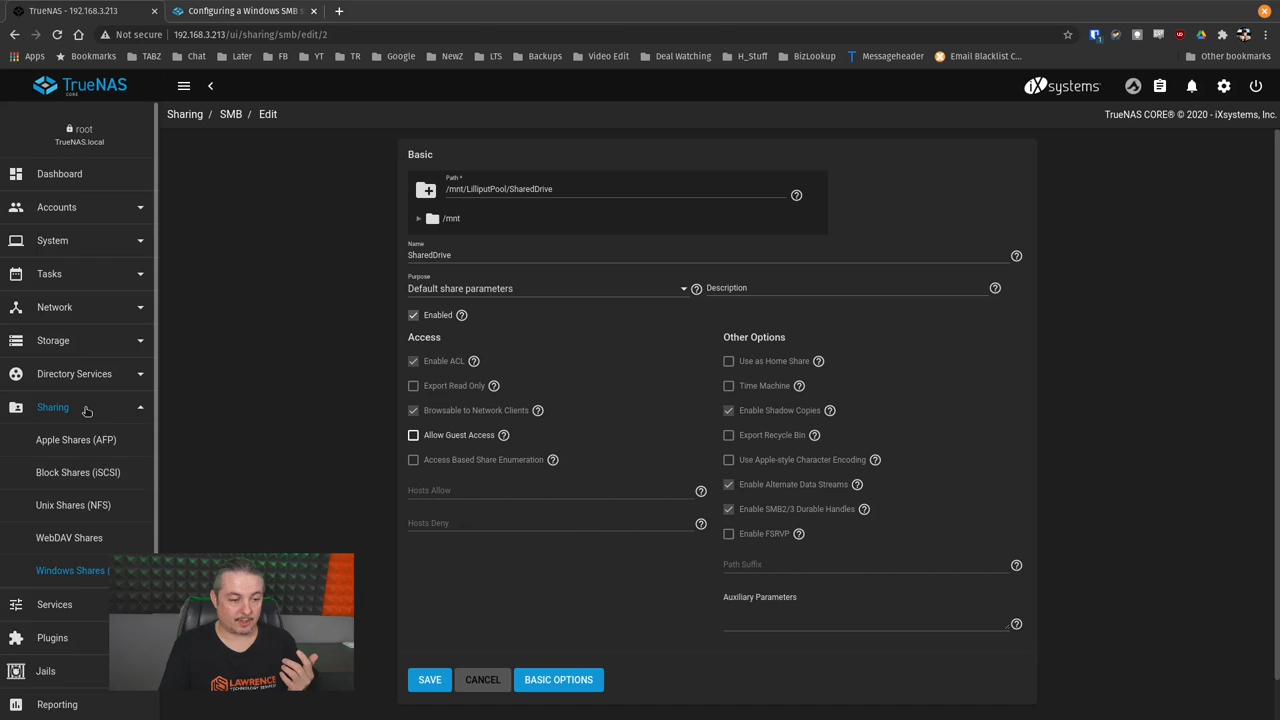 TrueNAS - 192.168.3.213
Configuring a Windows SMB s
Not secure
192.168.3.213/ui/sharing/smb/edit/2
Apps
Bookmarks
TABZ
Chat
Later
FB
YT
TR
Google
NewZ
LTS
Backups
Video Edit
Deal Watching
H_Stuff
BizLookup
Messageheader
Email Blacklist C...
Other bookmarks
TrueNAS
CORE
iXsystems
root
TrueNAS.local
Sharing / SMB / Edit
TrueNAS CORE® © 2020 - iXsystems, Inc.
Dashboard
Accounts
System
Tasks
Network
Storage
Directory Services
Sharing
Apple Shares (AFP)
Block Shares (iSCSI)
Unix Shares (NFS)
WebDAV Shares
Windows Shares (
Services
Plugins
Jails
Reporting
Basic
Path *
/mnt/LilliputPool/SharedDrive
/mnt
Name
SharedDrive
Purpose
Default share parameters
Description
Enabled
Access
Enable ACL
Export Read Only
Browsable to Network Clients
Allow Guest Access
Access Based Share Enumeration
Hosts Allow
Hosts Deny
Other Options
Use as Home Share
Time Machine
Enable Shadow Copies
Export Recycle Bin
Use Apple-style Character Encoding
Enable Alternate Data Streams
Enable SMB2/3 Durable Handles
Enable FSRVP
Path Suffix
Auxiliary Parameters
SAVE
CANCEL
BASIC OPTIONS
LAWRENCE
TECHNOLOGY SERVICES